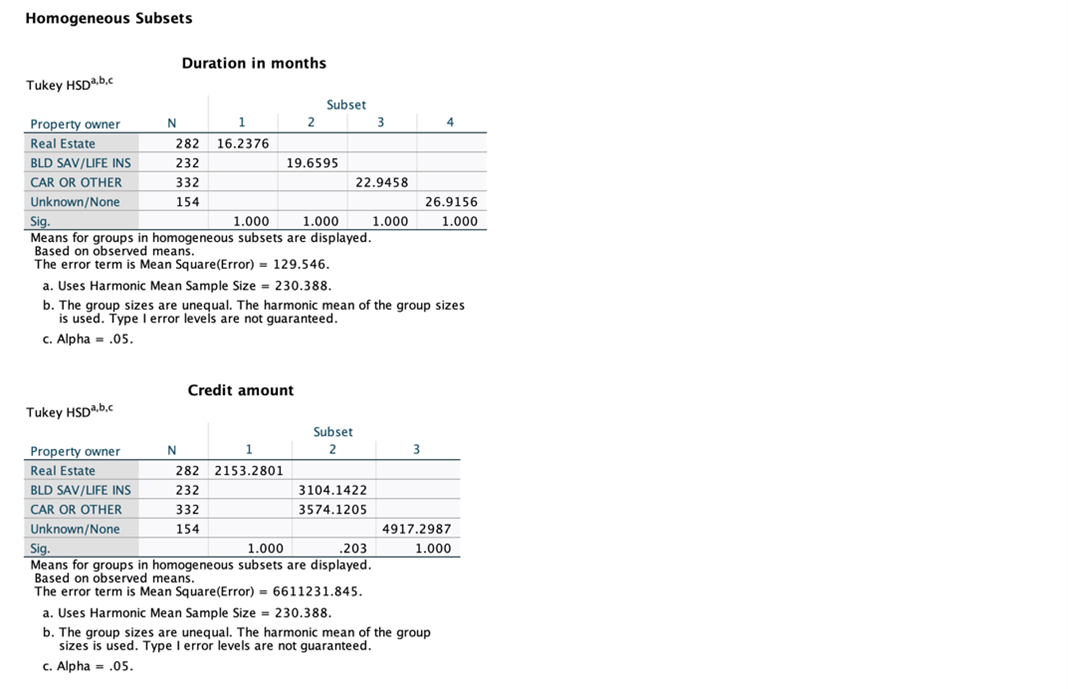 Homogeneous Subsets
Duration in months
Tukey HSDa,b,c
Subset
Property owner N 1 2 3 4
Real Estate 282 16.2376
BLD SAV/LIFE INS 232 19.6595
CAR OR OTHER 332 22.9458
Unknown/None 154 26.9156
Sig. 1.000 1.000 1.000 1.000
Means for groups in homogeneous subsets are displayed.
Based on observed means.
The error term is Mean Square(Error) = 129.546.
a. Uses Harmonic Mean Sample Size = 230.388.
b. The group sizes are unequal. The harmonic mean of the group sizes
is used. Type I error levels are not guaranteed.
c. Alpha = .05.
Credit amount
Tukey HSDa,b,c
Subset
Property owner N 1 2 3
Real Estate 282 2153.2801
BLD SAV/LIFE INS 232 3104.1422
CAR OR OTHER 332 3574.1205
Unknown/None 154 4917.2987
Sig. 1.000 .203 1.000
Means for groups in homogeneous subsets are displayed.
Based on observed means.
The error term is Mean Square(Error) = 6611231.845.
a. Uses Harmonic Mean Sample Size = 230.388.
b. The group sizes are unequal. The harmonic mean of the group
sizes is used. Type I error levels are not guaranteed.
c. Alpha = .05.